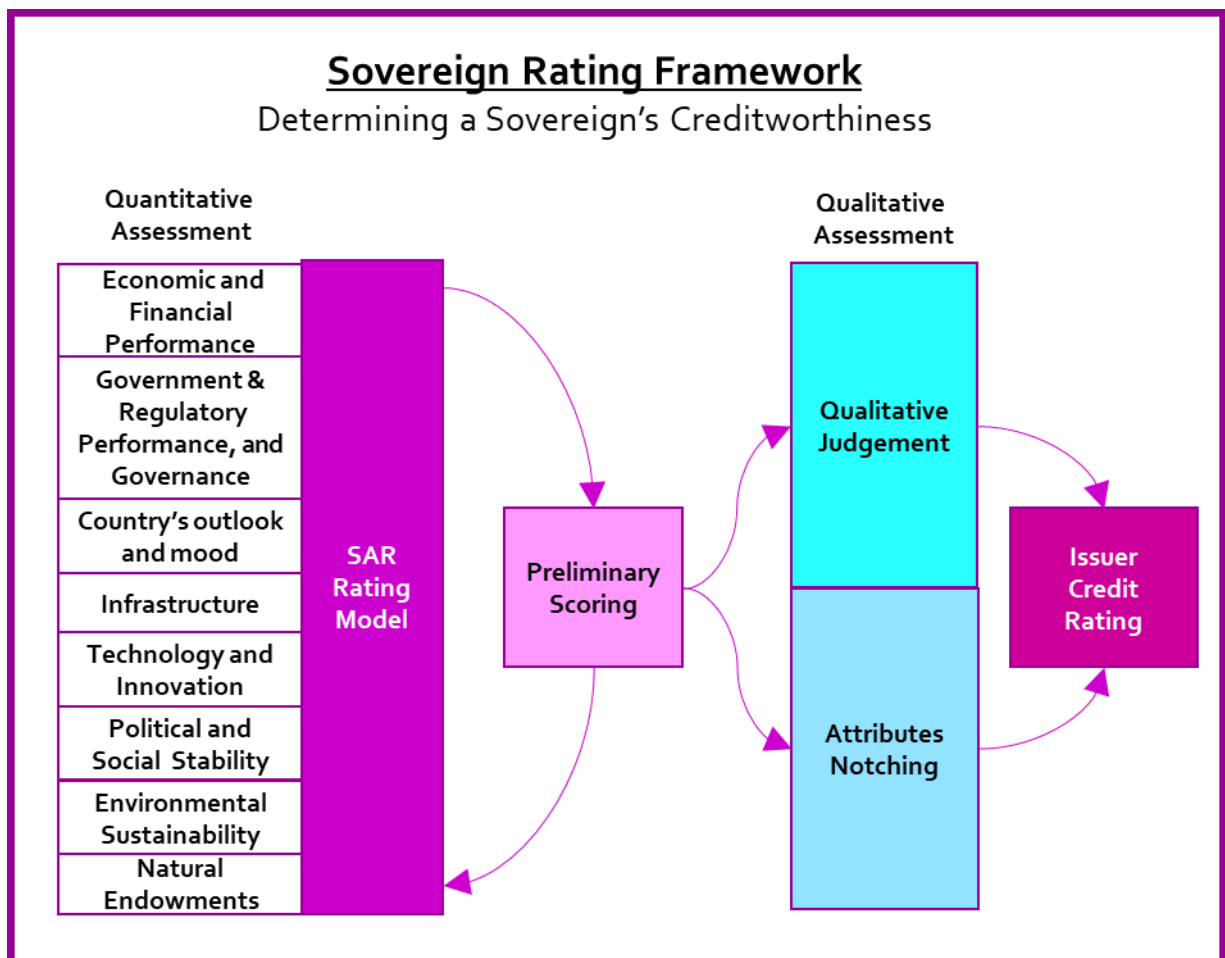 Sovereign Rating Framework
Determining a Sovereign's Creditworthiness
Quantitative
Assessment
Economic and
Financial
Performance
Government &
Regulatory
Performance, and
Governance
Country's outlook
and mood
Infrastructure
Technology and
Innovation
Political and
Social Stability
Environmental
Sustainability
Natural
Endowments
SAR
Rating
Model
Preliminary
Scoring
Qualitative
Assessment
Qualitative
Judgement
Attributes
Notching
Issuer
Credit
Rating